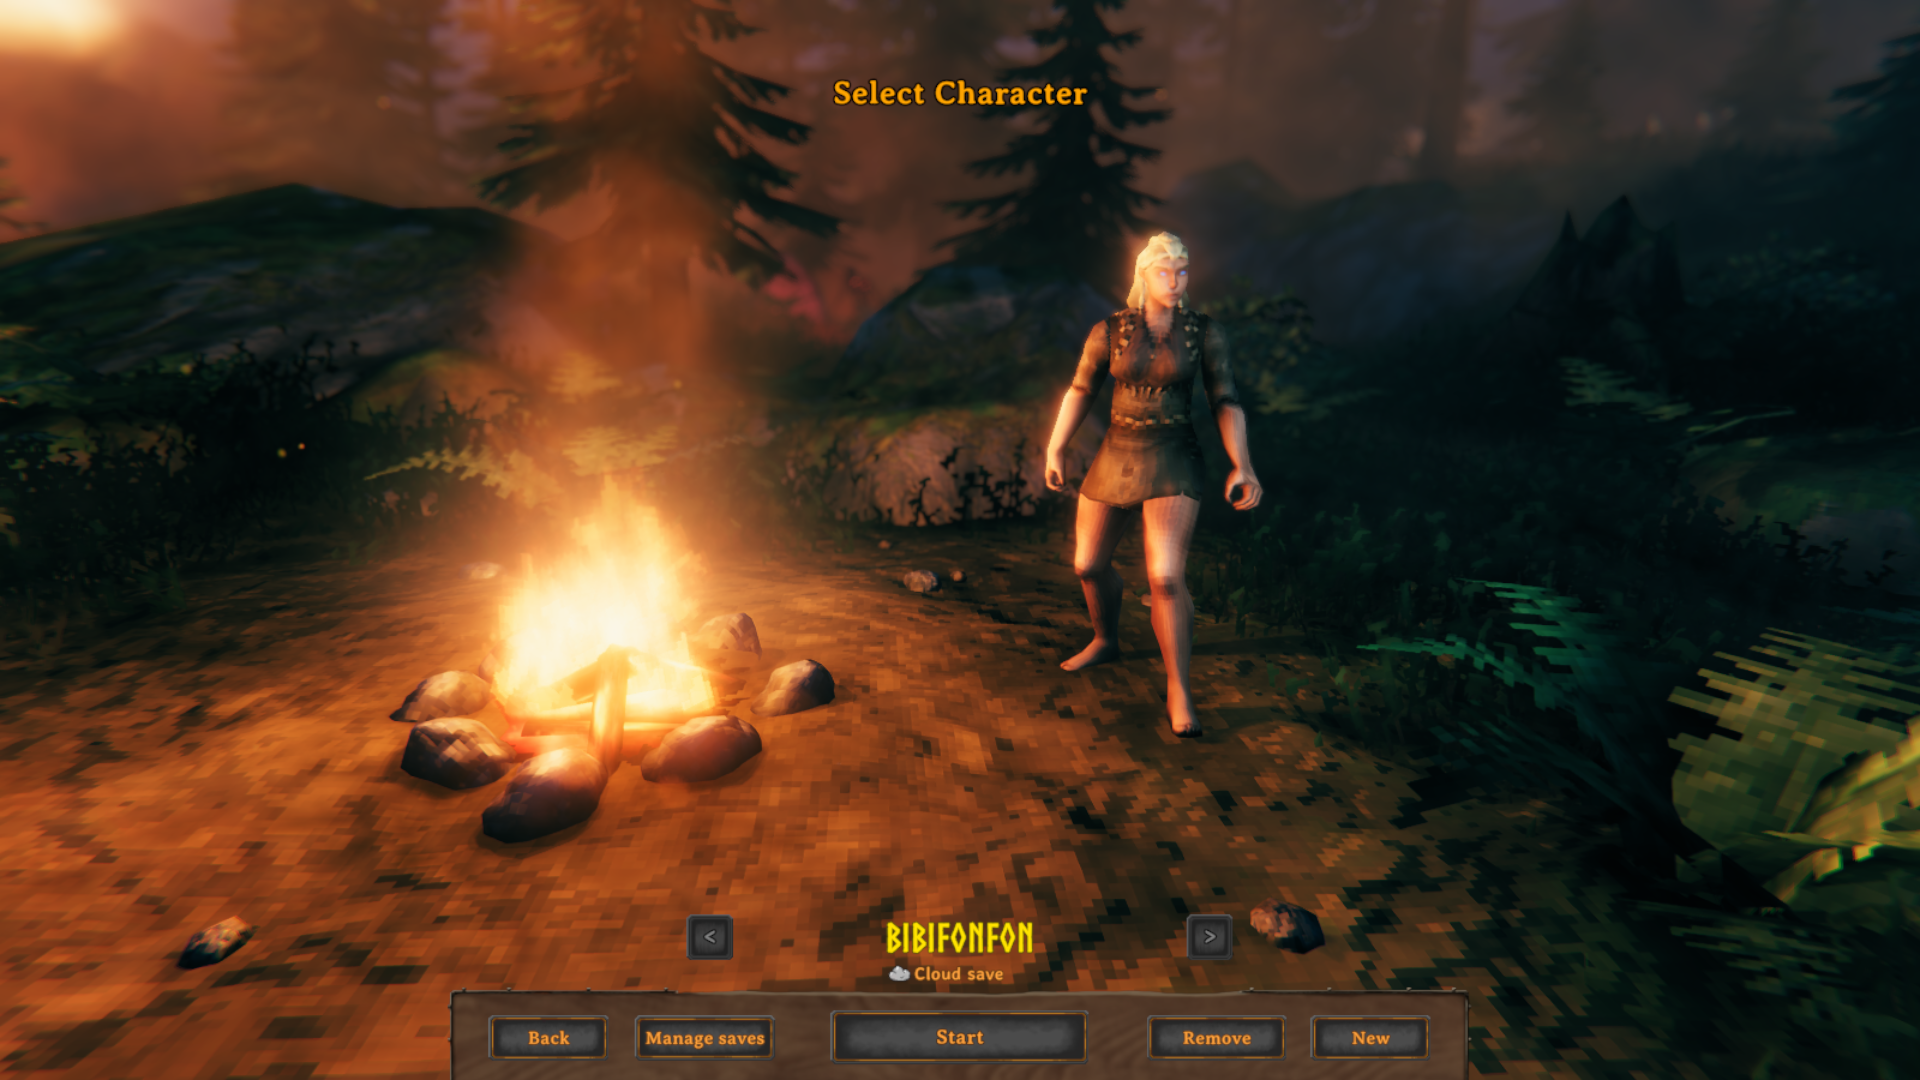 Select Character
<
BIBIFONFON
>
Cloud save
Back
Manage saves
Start
Remove
New